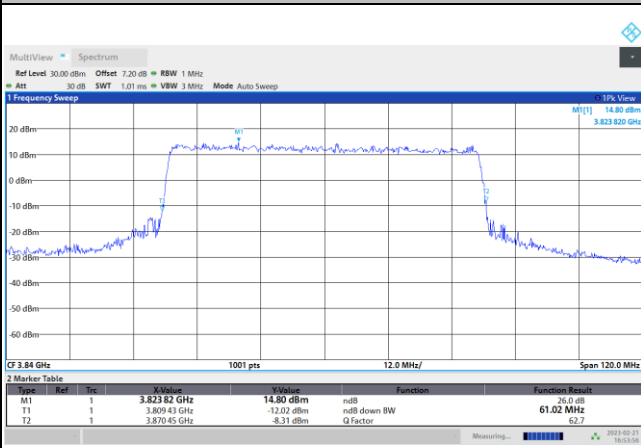 MultiView Spectrum
Ref Level 30.00 dBm Offset 7.20 dB RBW 1 MHz
Att 30 dB SWT 1.01 ms VBW 3 MHz Mode Auto Sweep
1 Frequency Sweep 1Pk View
M1[1] 14.80 dBm
3.823 820 GHz
M1
20 dBm
10 dBm
0 dBm
T1 T2
-10 dBm
-20 dBm
-30 dBm
-40 dBm
-50 dBm
-60 dBm
CF 3.84 GHz 1001 pts 12.0 MHz/ Span 120.0 MHz
2 Marker Table
Type Ref Trc X-Value Y-Value Function Function Result
M1 1 3.823 82 GHz 14.80 dBm ndB 26.0 dB
T1 1 3.809 43 GHz -12.02 dBm ndB down BW 61.02 MHz
T2 1 3.870 45 GHz -8.31 dBm Q Factor 62.7
Measuring... 2023-02-21
16:53:56